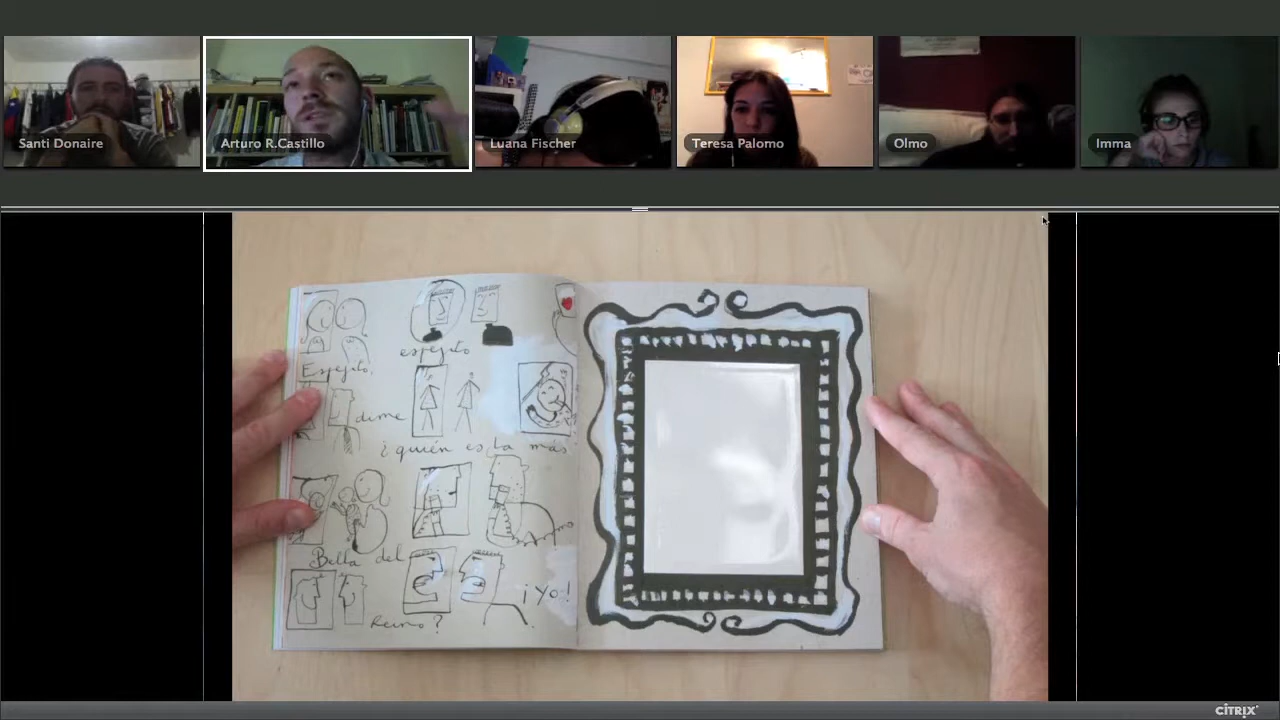 Santi Donaire
Arturo R.Castillo
Luana Fischer
Teresa Palomo
Olmo
Imma
espejito
Espejito,
dime
¿quién es la más
Bella del
Reino?
¡Yo!
CITRIX